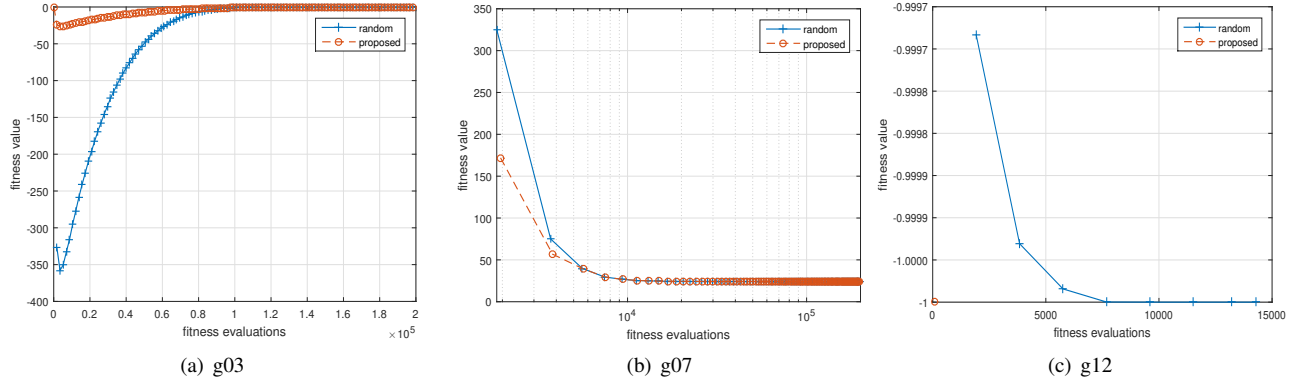 0
-50
-100
-150
-200
-250
-300
-350
-400
fitness value
0
0.2
0.4
0.6
0.8
1
1.2
1.4
1.6
1.8
2
× 10^5
fitness evaluations
random
proposed
(a) g03
350
300
250
200
150
100
50
0
fitness value
10^4
10^5
fitness evaluations
random
proposed
(b) g07
-0.9997
-0.9997
-0.9998
-0.9998
-0.9999
-0.9999
-1.0000
-1
fitness value
0
5000
10000
15000
fitness evaluations
random
proposed
(c) g12